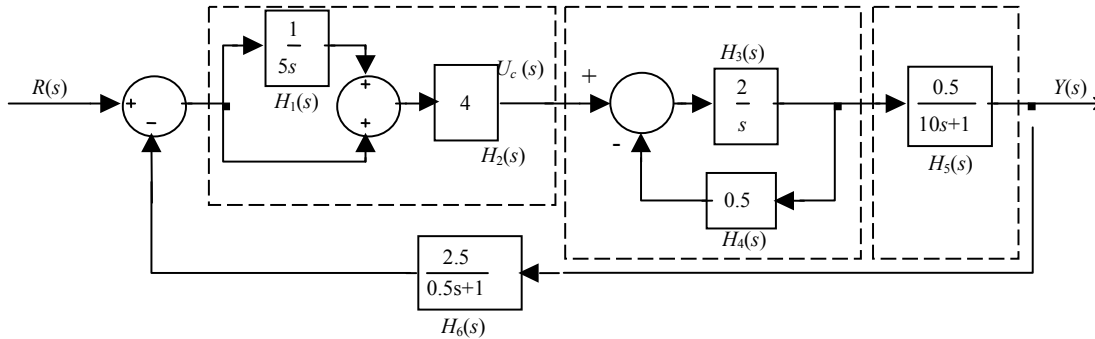 R(s)
+
−
1
5s
H1(s)
+
+
4
Uc (s)
H2(s)
+
-
H3(s)
2
s
0.5
H4(s)
0.5
10s+1
H5(s)
Y(s)
2.5
0.5s+1
H6(s)